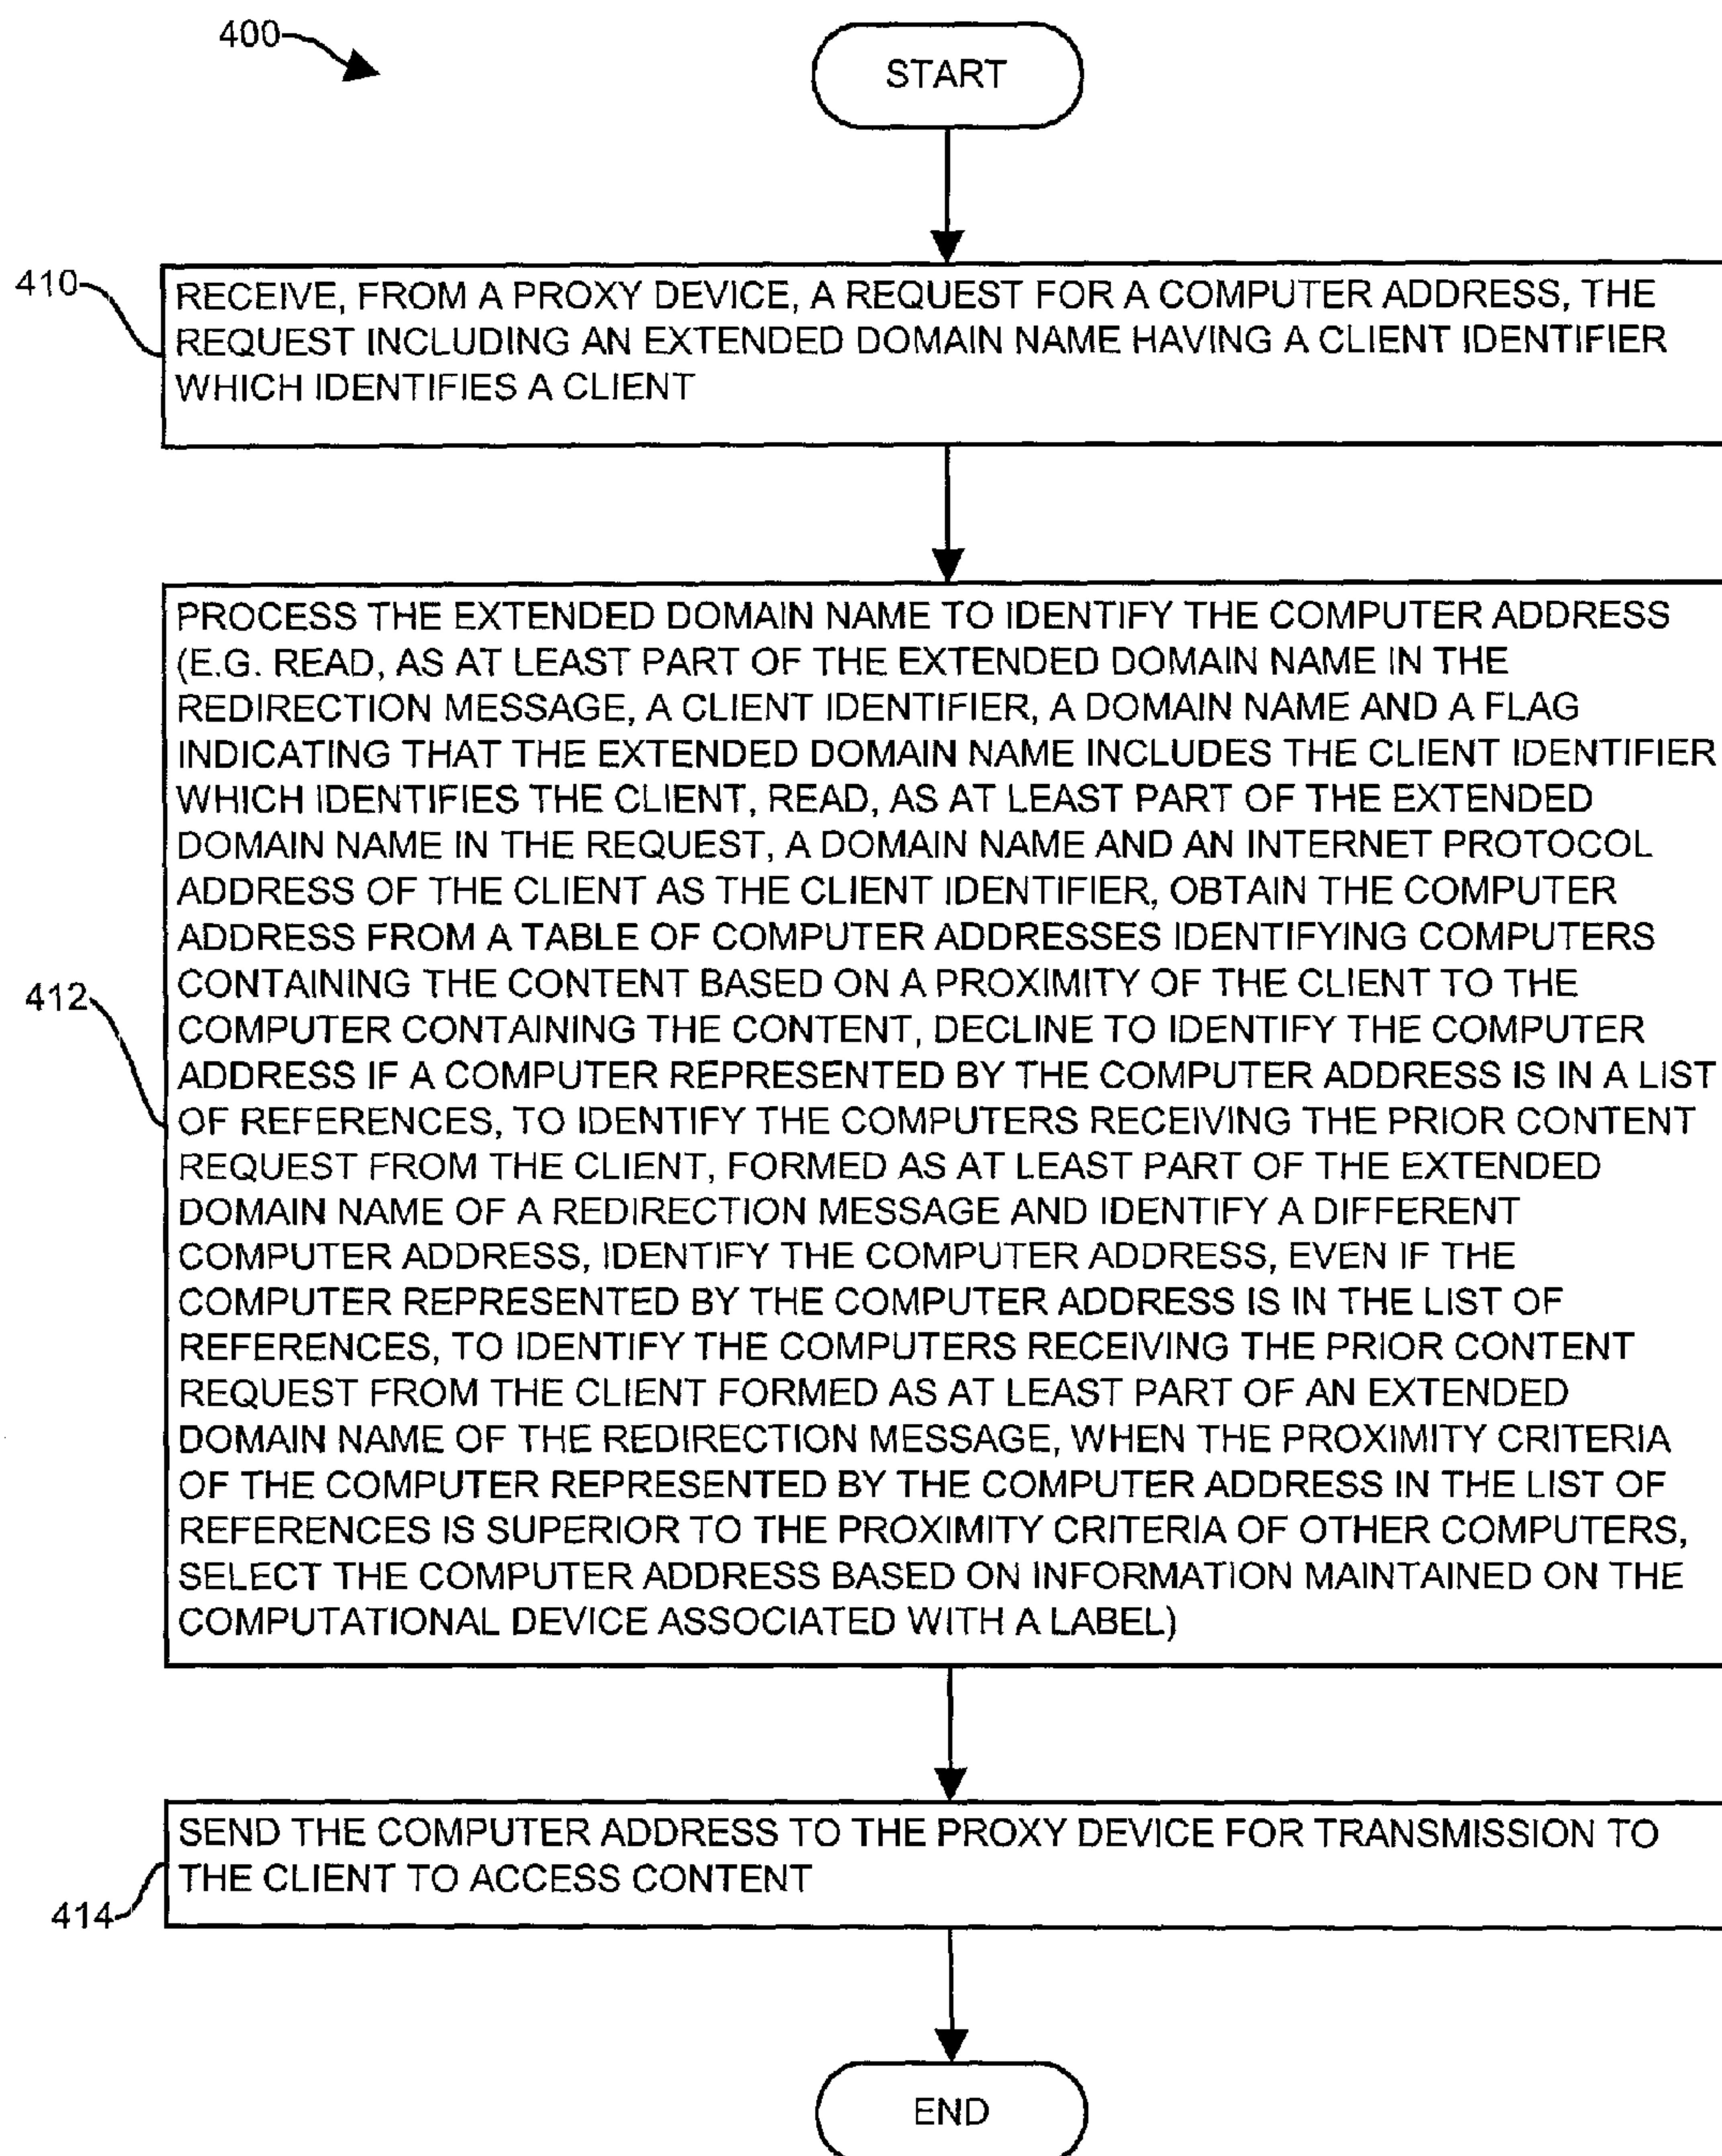 400
START
410
RECEIVE, FROM A PROXY DEVICE, A REQUEST FOR A COMPUTER ADDRESS, THE
REQUEST INCLUDING AN EXTENDED DOMAIN NAME HAVING A CLIENT IDENTIFIER
WHICH IDENTIFIES A CLIENT
412
PROCESS THE EXTENDED DOMAIN NAME TO IDENTIFY THE COMPUTER ADDRESS
(E.G. READ, AS AT LEAST PART OF THE EXTENDED DOMAIN NAME IN THE
REDIRECTION MESSAGE, A CLIENT IDENTIFIER, A DOMAIN NAME AND A FLAG
INDICATING THAT THE EXTENDED DOMAIN NAME INCLUDES THE CLIENT IDENTIFIER
WHICH IDENTIFIES THE CLIENT, READ, AS AT LEAST PART OF THE EXTENDED
DOMAIN NAME IN THE REQUEST, A DOMAIN NAME AND AN INTERNET PROTOCOL
ADDRESS OF THE CLIENT AS THE CLIENT IDENTIFIER, OBTAIN THE COMPUTER
ADDRESS FROM A TABLE OF COMPUTER ADDRESSES IDENTIFYING COMPUTERS
CONTAINING THE CONTENT BASED ON A PROXIMITY OF THE CLIENT TO THE
COMPUTER CONTAINING THE CONTENT, DECLINE TO IDENTIFY THE COMPUTER
ADDRESS IF A COMPUTER REPRESENTED BY THE COMPUTER ADDRESS IS IN A LIST
OF REFERENCES, TO IDENTIFY THE COMPUTERS RECEIVING THE PRIOR CONTENT
REQUEST FROM THE CLIENT, FORMED AS AT LEAST PART OF THE EXTENDED
DOMAIN NAME OF A REDIRECTION MESSAGE AND IDENTIFY A DIFFERENT
COMPUTER ADDRESS, IDENTIFY THE COMPUTER ADDRESS, EVEN IF THE
COMPUTER REPRESENTED BY THE COMPUTER ADDRESS IS IN THE LIST OF
REFERENCES, TO IDENTIFY THE COMPUTERS RECEIVING THE PRIOR CONTENT
REQUEST FROM THE CLIENT FORMED AS AT LEAST PART OF AN EXTENDED
DOMAIN NAME OF THE REDIRECTION MESSAGE, WHEN THE PROXIMITY CRITERIA
OF THE COMPUTER REPRESENTED BY THE COMPUTER ADDRESS IN THE LIST OF
REFERENCES IS SUPERIOR TO THE PROXIMITY CRITERIA OF OTHER COMPUTERS,
SELECT THE COMPUTER ADDRESS BASED ON INFORMATION MAINTAINED ON THE
COMPUTATIONAL DEVICE ASSOCIATED WITH A LABEL)
414
SEND THE COMPUTER ADDRESS TO THE PROXY DEVICE FOR TRANSMISSION TO
THE CLIENT TO ACCESS CONTENT
END